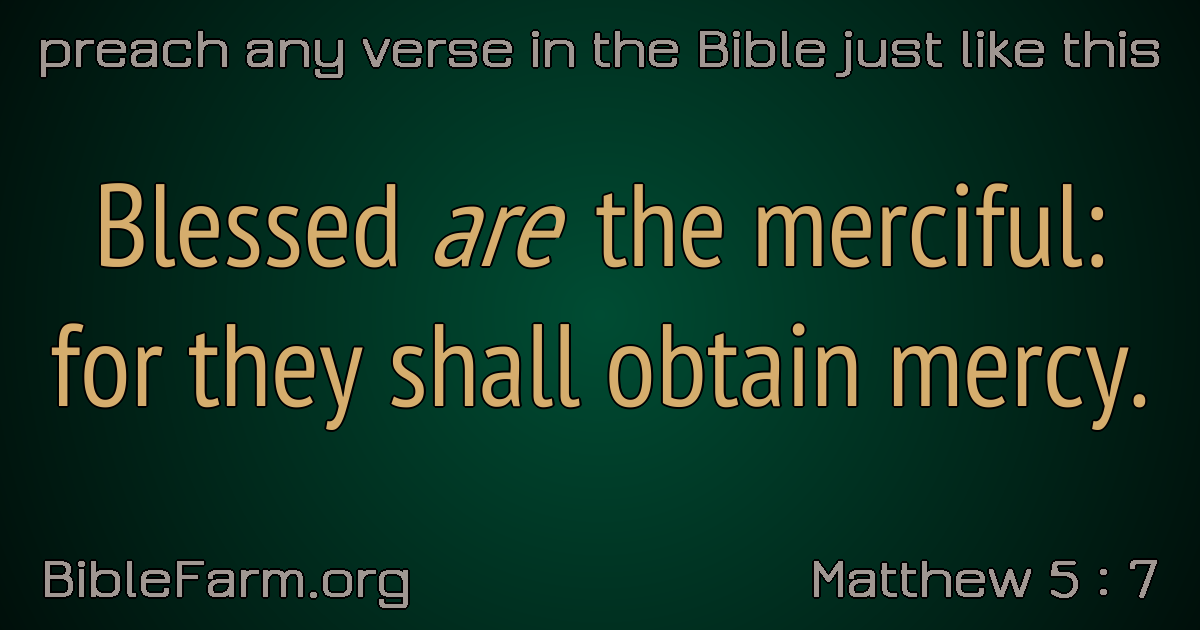 preach any verse in the Bible just like this
Blessed are the merciful:
for they shall obtain mercy.
BibleFarm.org
Matthew 5 : 7